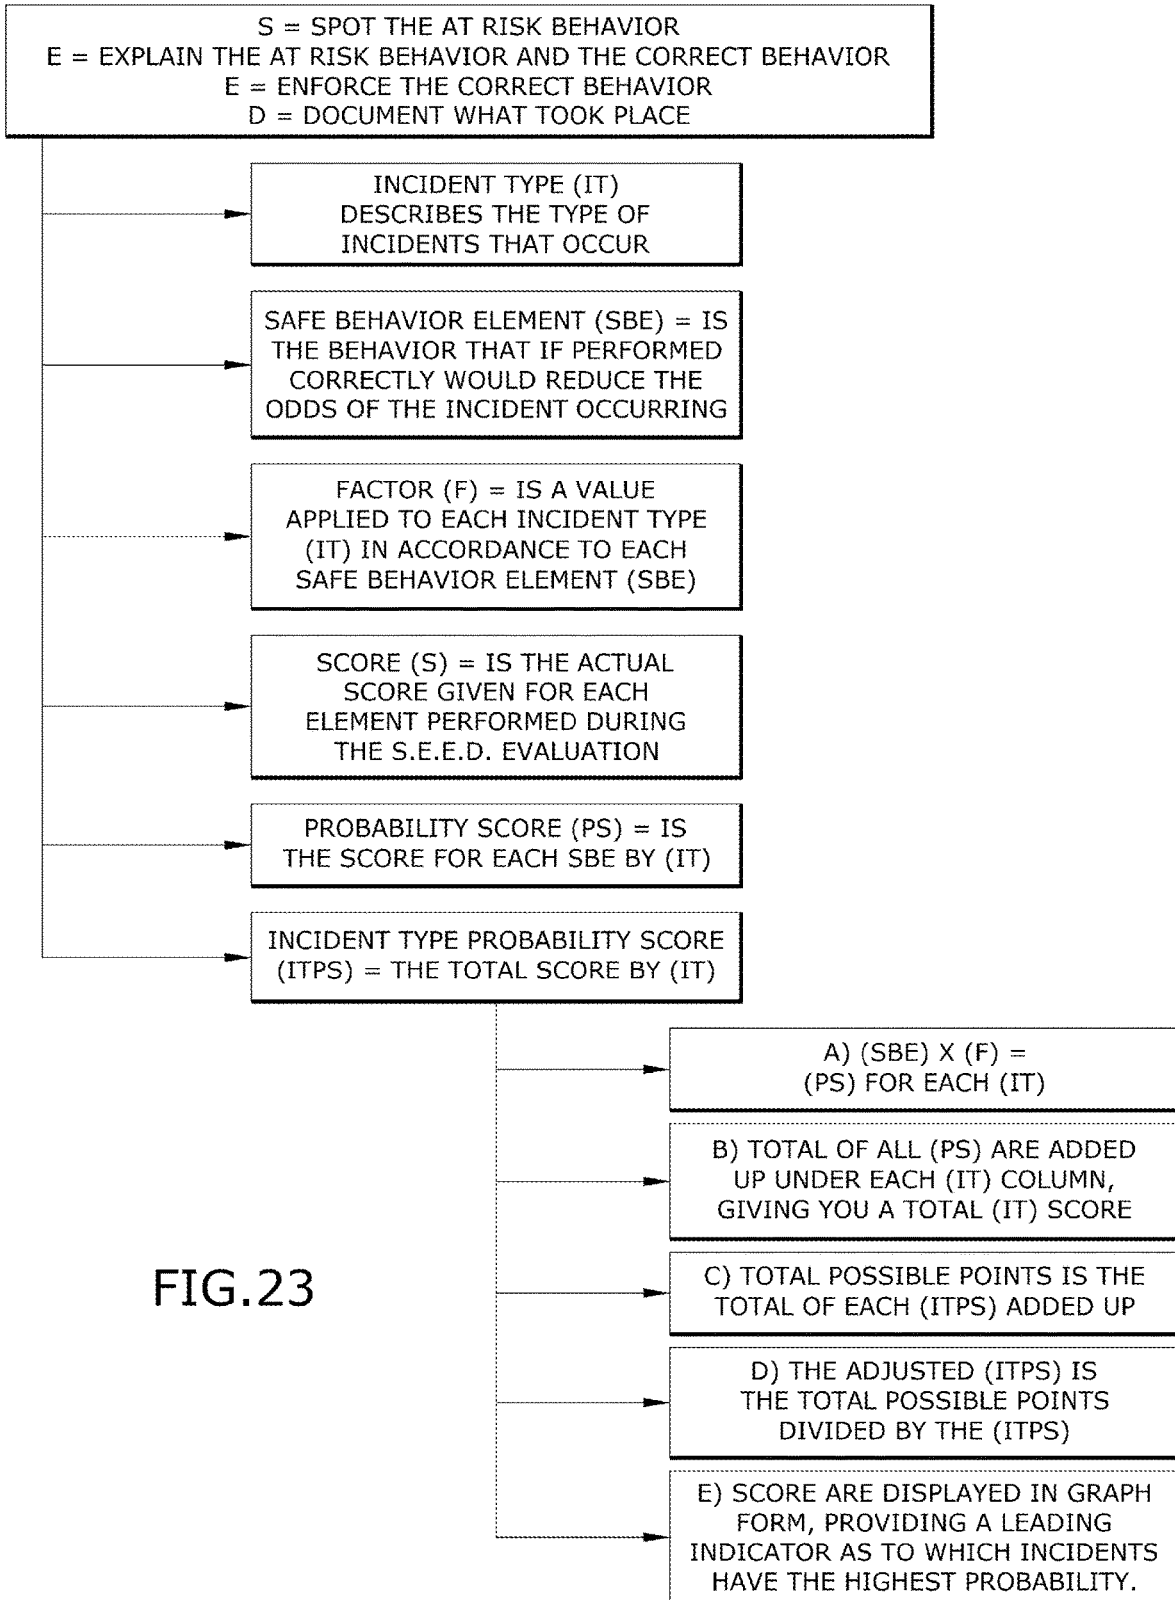 S = SPOT THE AT RISK BEHAVIOR
E = EXPLAIN THE AT RISK BEHAVIOR AND THE CORRECT BEHAVIOR
E = ENFORCE THE CORRECT BEHAVIOR
D = DOCUMENT WHAT TOOK PLACE
INCIDENT TYPE (IT)
DESCRIBES THE TYPE OF
INCIDENTS THAT OCCUR
SAFE BEHAVIOR ELEMENT (SBE) = IS
THE BEHAVIOR THAT IF PERFORMED
CORRECTLY WOULD REDUCE THE
ODDS OF THE INCIDENT OCCURRING
FACTOR (F) = IS A VALUE
APPLIED TO EACH INCIDENT TYPE
(IT) IN ACCORDANCE TO EACH
SAFE BEHAVIOR ELEMENT (SBE)
SCORE (S) = IS THE ACTUAL
SCORE GIVEN FOR EACH
ELEMENT PERFORMED DURING
THE S.E.E.D. EVALUATION
PROBABILITY SCORE (PS) = IS
THE SCORE FOR EACH SBE BY (IT)
INCIDENT TYPE PROBABILITY SCORE
(ITPS) = THE TOTAL SCORE BY (IT)
A) (SBE) X (F) =
(PS) FOR EACH (IT)
B) TOTAL OF ALL (PS) ARE ADDED
UP UNDER EACH (IT) COLUMN,
GIVING YOU A TOTAL (IT) SCORE
C) TOTAL POSSIBLE POINTS IS THE
TOTAL OF EACH (ITPS) ADDED UP
D) THE ADJUSTED (ITPS) IS
THE TOTAL POSSIBLE POINTS
DIVIDED BY THE (ITPS)
E) SCORE ARE DISPLAYED IN GRAPH
FORM, PROVIDING A LEADING
INDICATOR AS TO WHICH INCIDENTS
HAVE THE HIGHEST PROBABILITY.
FIG.23